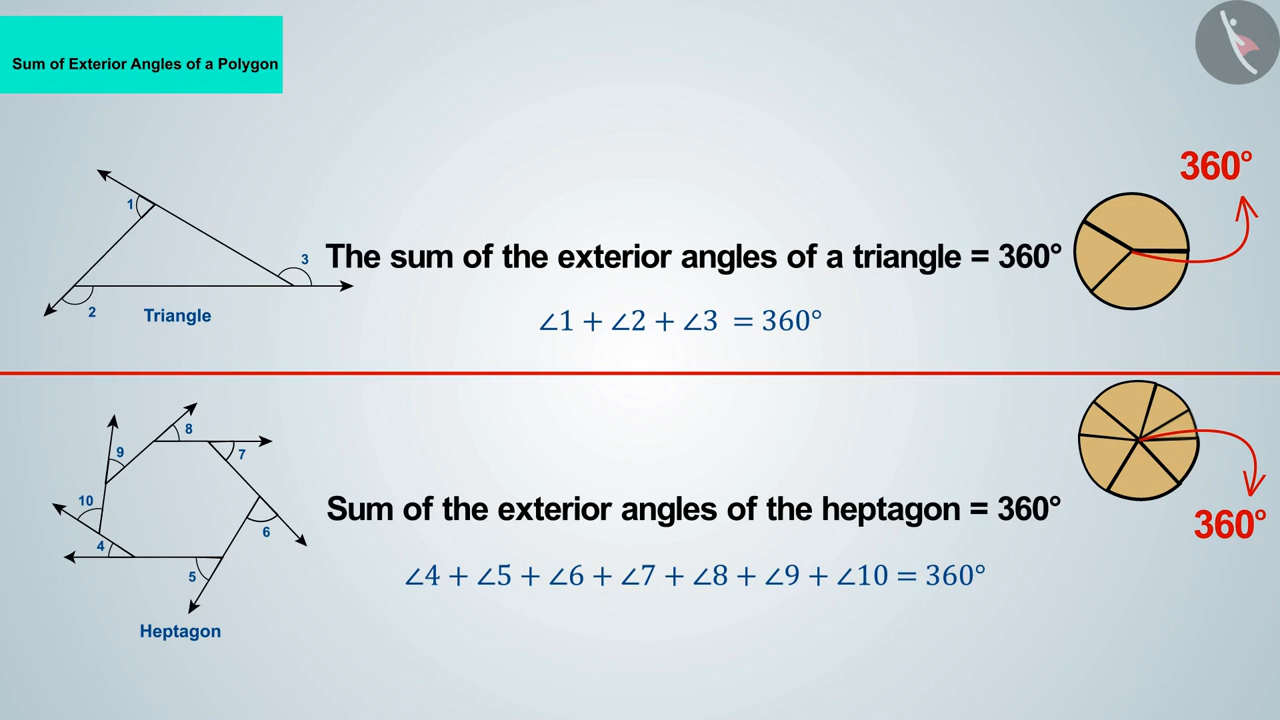 Sum of Exterior Angles of a Polygon
360°
1
3
The sum of the exterior angles of a triangle = 360°
2
Triangle
∠1 + ∠2 + ∠3 = 360°
8
9
7
10
Sum of the exterior angles of the heptagon = 360°
360°
6
4
5
∠4 + ∠5 + ∠6 + ∠7 + ∠8 + ∠9 + ∠10 = 360°
Heptagon